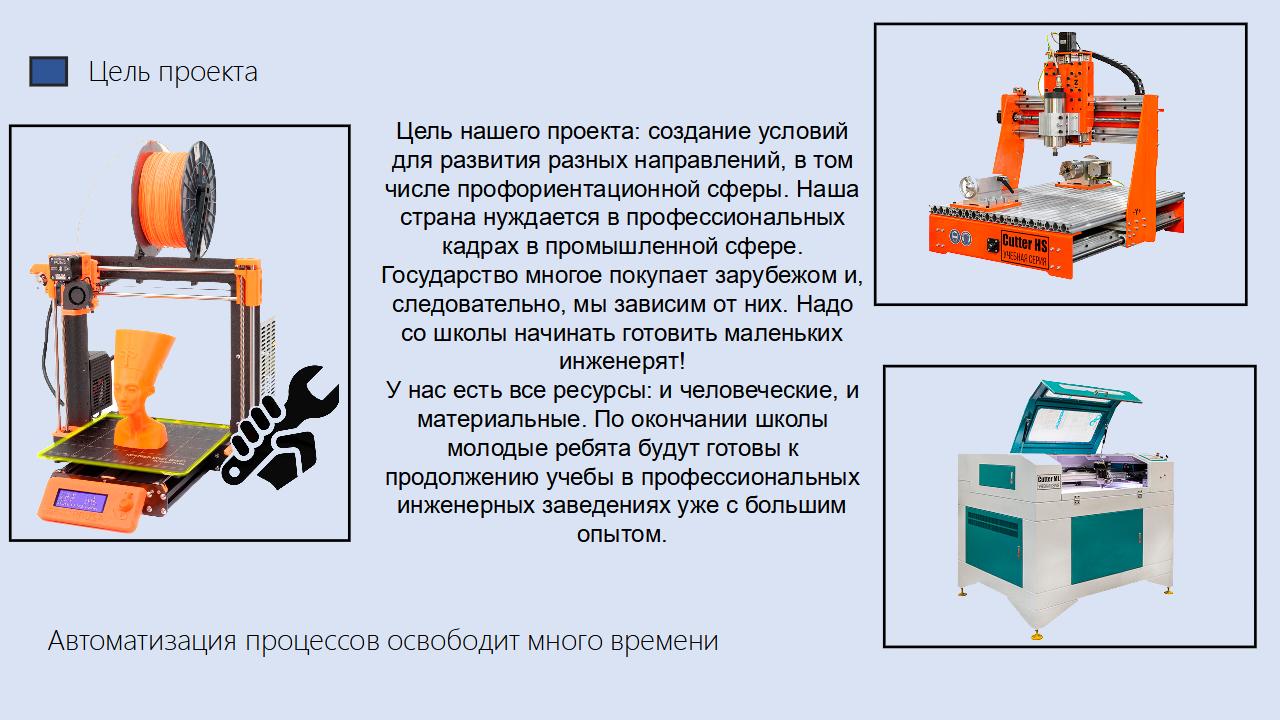 Цель проекта
Цель нашего проекта: создание условий
для развития разных направлений, в том
числе профориентационной сферы. Наша
страна нуждается в профессиональных
кадрах в промышленной сфере.
Государство многое покупает зарубежом и,
следовательно, мы зависим от них. Надо
со школы начинать готовить маленьких
инженерят!
У нас есть все ресурсы: и человеческие, и
материальные. По окончании школы
молодые ребята будут готовы к
продолжению учебы в профессиональных
инженерных заведениях уже с большим
опытом.
Cutter HS
УЧЕБНАЯ СЕРИЯ
Cutter ML
Автоматизация процессов освободит много времени